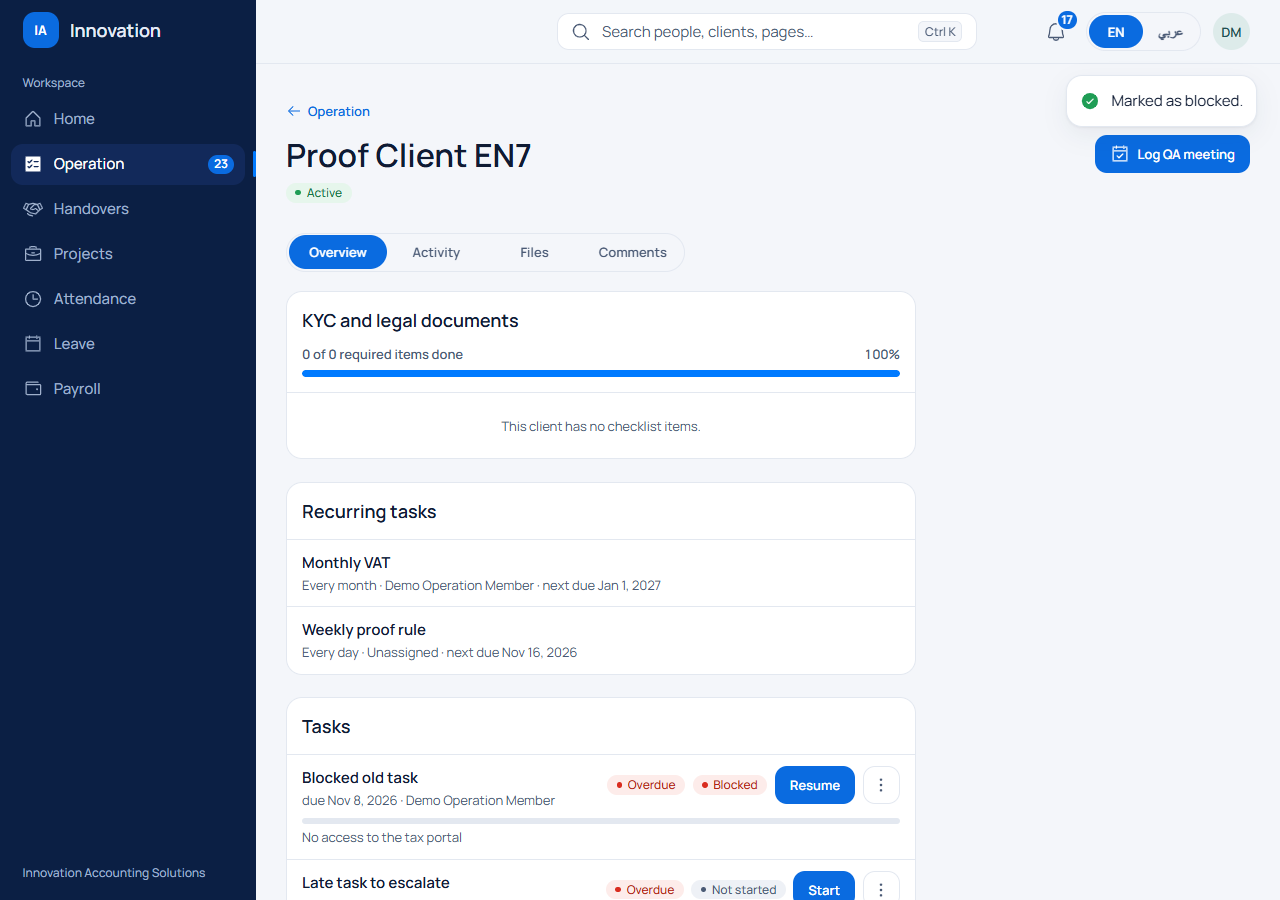 IA
Innovation
Search people, clients, pages...
Ctrl K
17
EN
عربي
DM
Workspace
Home
Operation
23
Handovers
Projects
Attendance
Leave
Payroll
Innovation Accounting Solutions
Marked as blocked.
Operation
Proof Client EN7
Log QA meeting
Active
Overview
Activity
Files
Comments
KYC and legal documents
0 of 0 required items done
100%
This client has no checklist items.
Recurring tasks
Monthly VAT
Every month · Demo Operation Member · next due Jan 1, 2027
Weekly proof rule
Every day · Unassigned · next due Nov 16, 2026
Tasks
Blocked old task
Overdue
Blocked
Resume
due Nov 8, 2026 · Demo Operation Member
No access to the tax portal
Late task to escalate
Overdue
Not started
Start